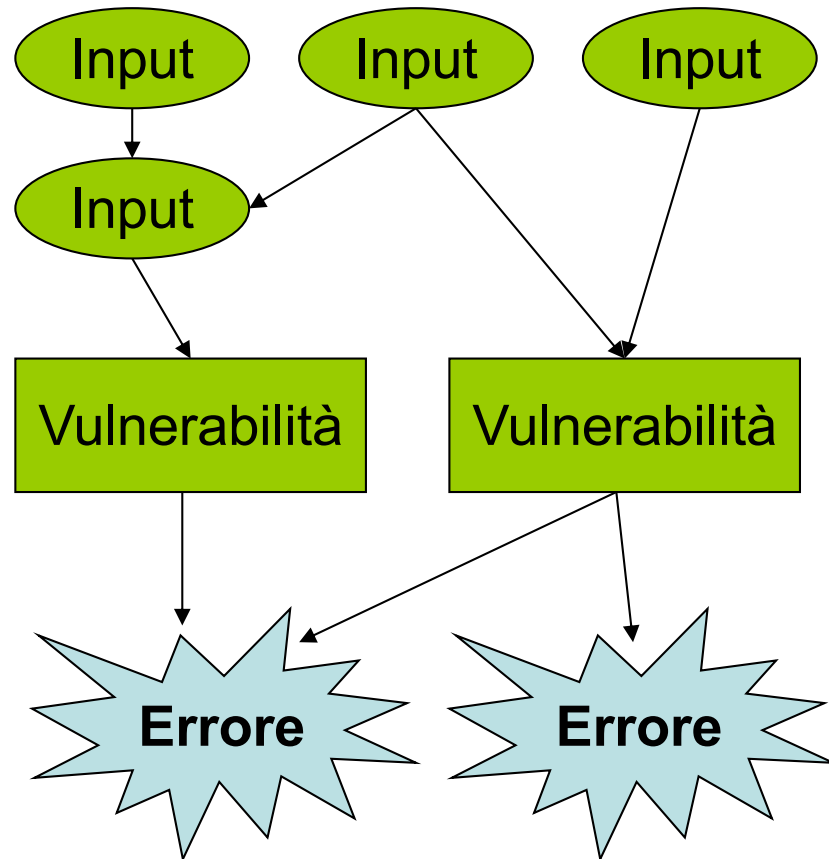 Input
Input
Input
Input
Vulnerabilità
Vulnerabilità
Errore
Errore